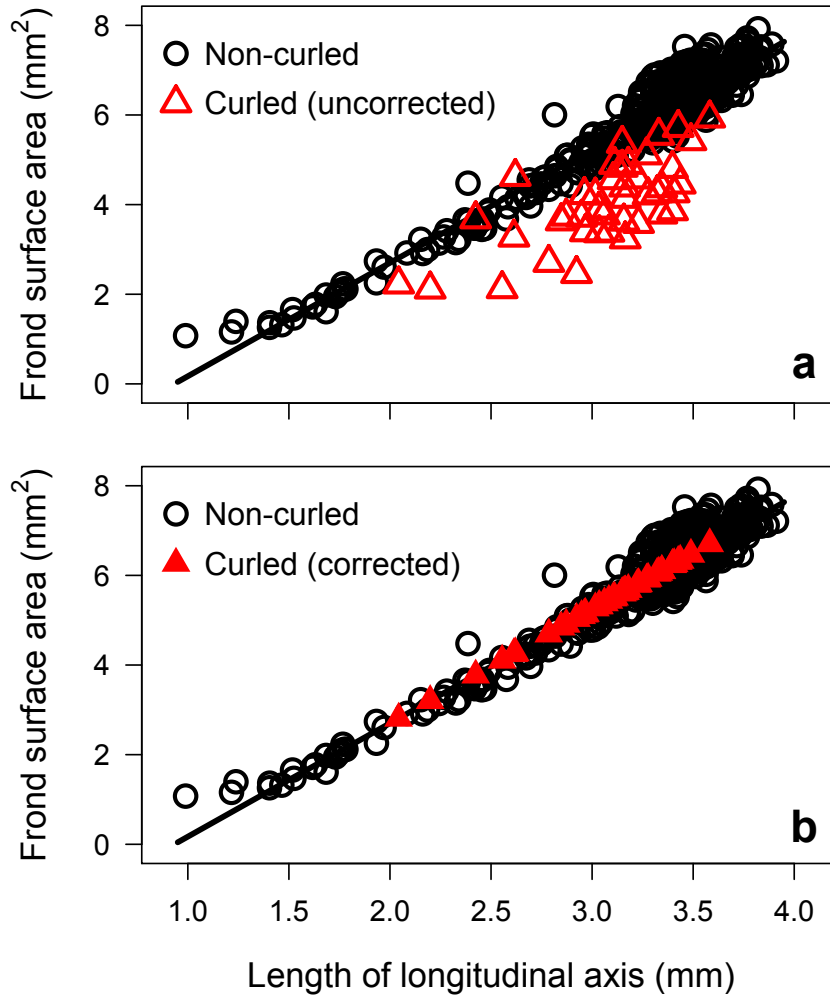 8
6
4
2
0
Frond surface area (mm²)
Non-curled
Curled (uncorrected)
a
8
6
4
2
0
Frond surface area (mm²)
Non-curled
Curled (corrected)
b
1.0 1.5 2.0 2.5 3.0 3.5 4.0
Length of longitudinal axis (mm)